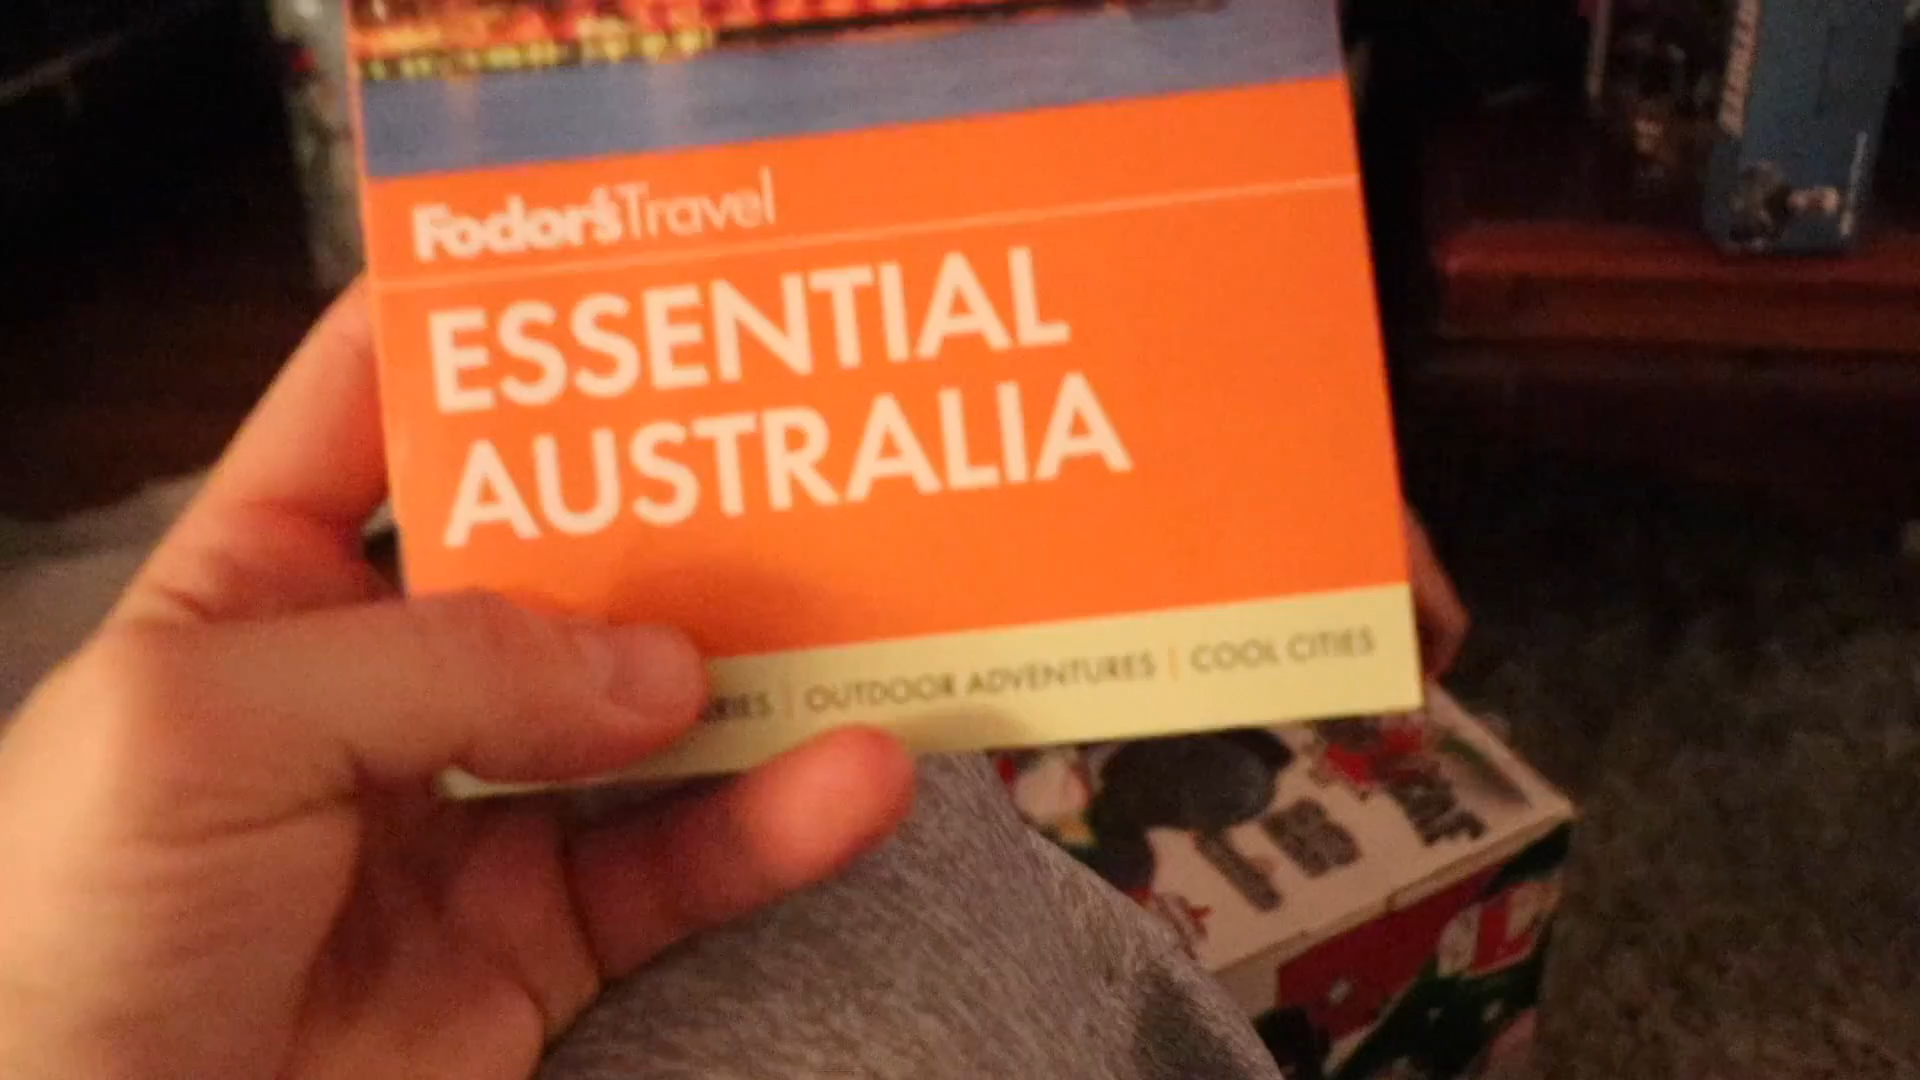 Fodor's Travel
ESSENTIAL
AUSTRALIA
OUTDOOR ADVENTURES | COOL CITIES